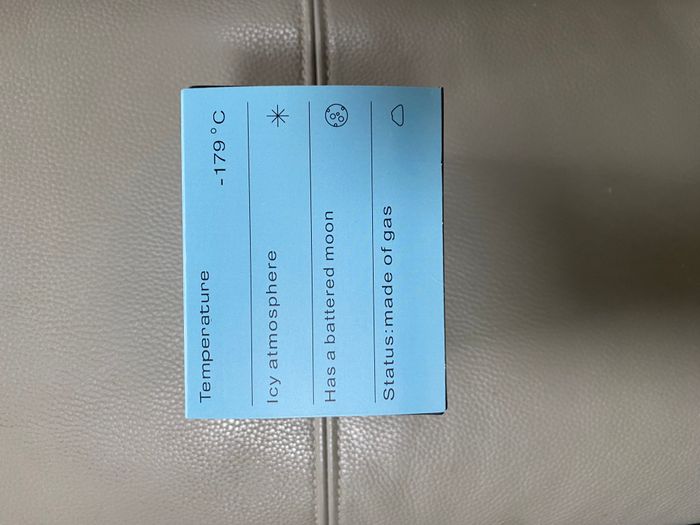 Temperature -179 °C
Icy atmosphere
Has a battered moon
Status:made of gas